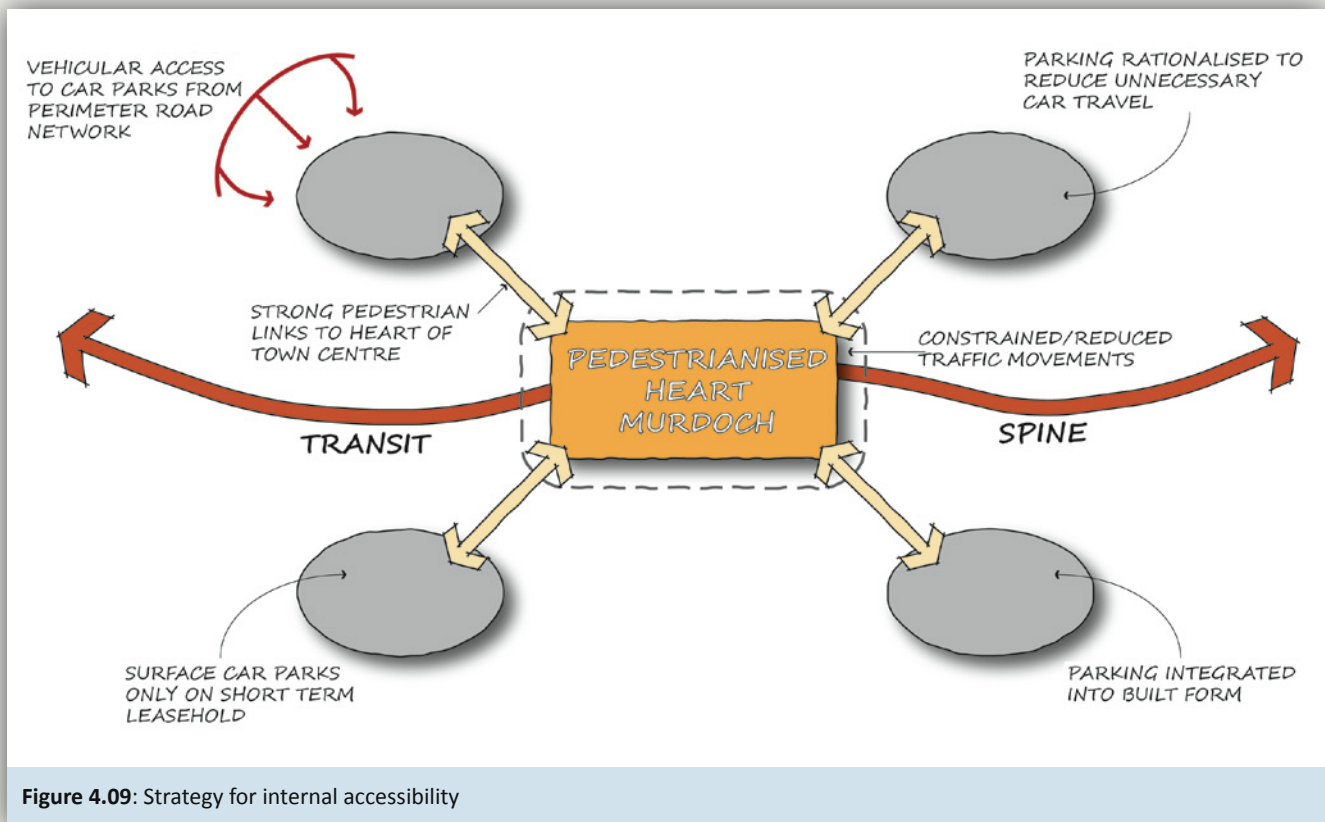 VEHICULAR ACCESS
TO CAR PARKS FROM
PERIMETER ROAD
NETWORK
PARKING RATIONALISED TO
REDUCE UNNECESSARY
CAR TRAVEL
STRONG PEDESTRIAN
LINKS TO HEART OF
TOWN CENTRE
PEDESTRIANISED
HEART
MURDOCH
CONSTRAINED/REDUCED
TRAFFIC MOVEMENTS
TRANSIT
SPINE
SURFACE CAR PARKS
ONLY ON SHORT TERM
LEASEHOLD
PARKING INTEGRATED
INTO BUILT FORM
Figure 4.09: Strategy for internal accessibility